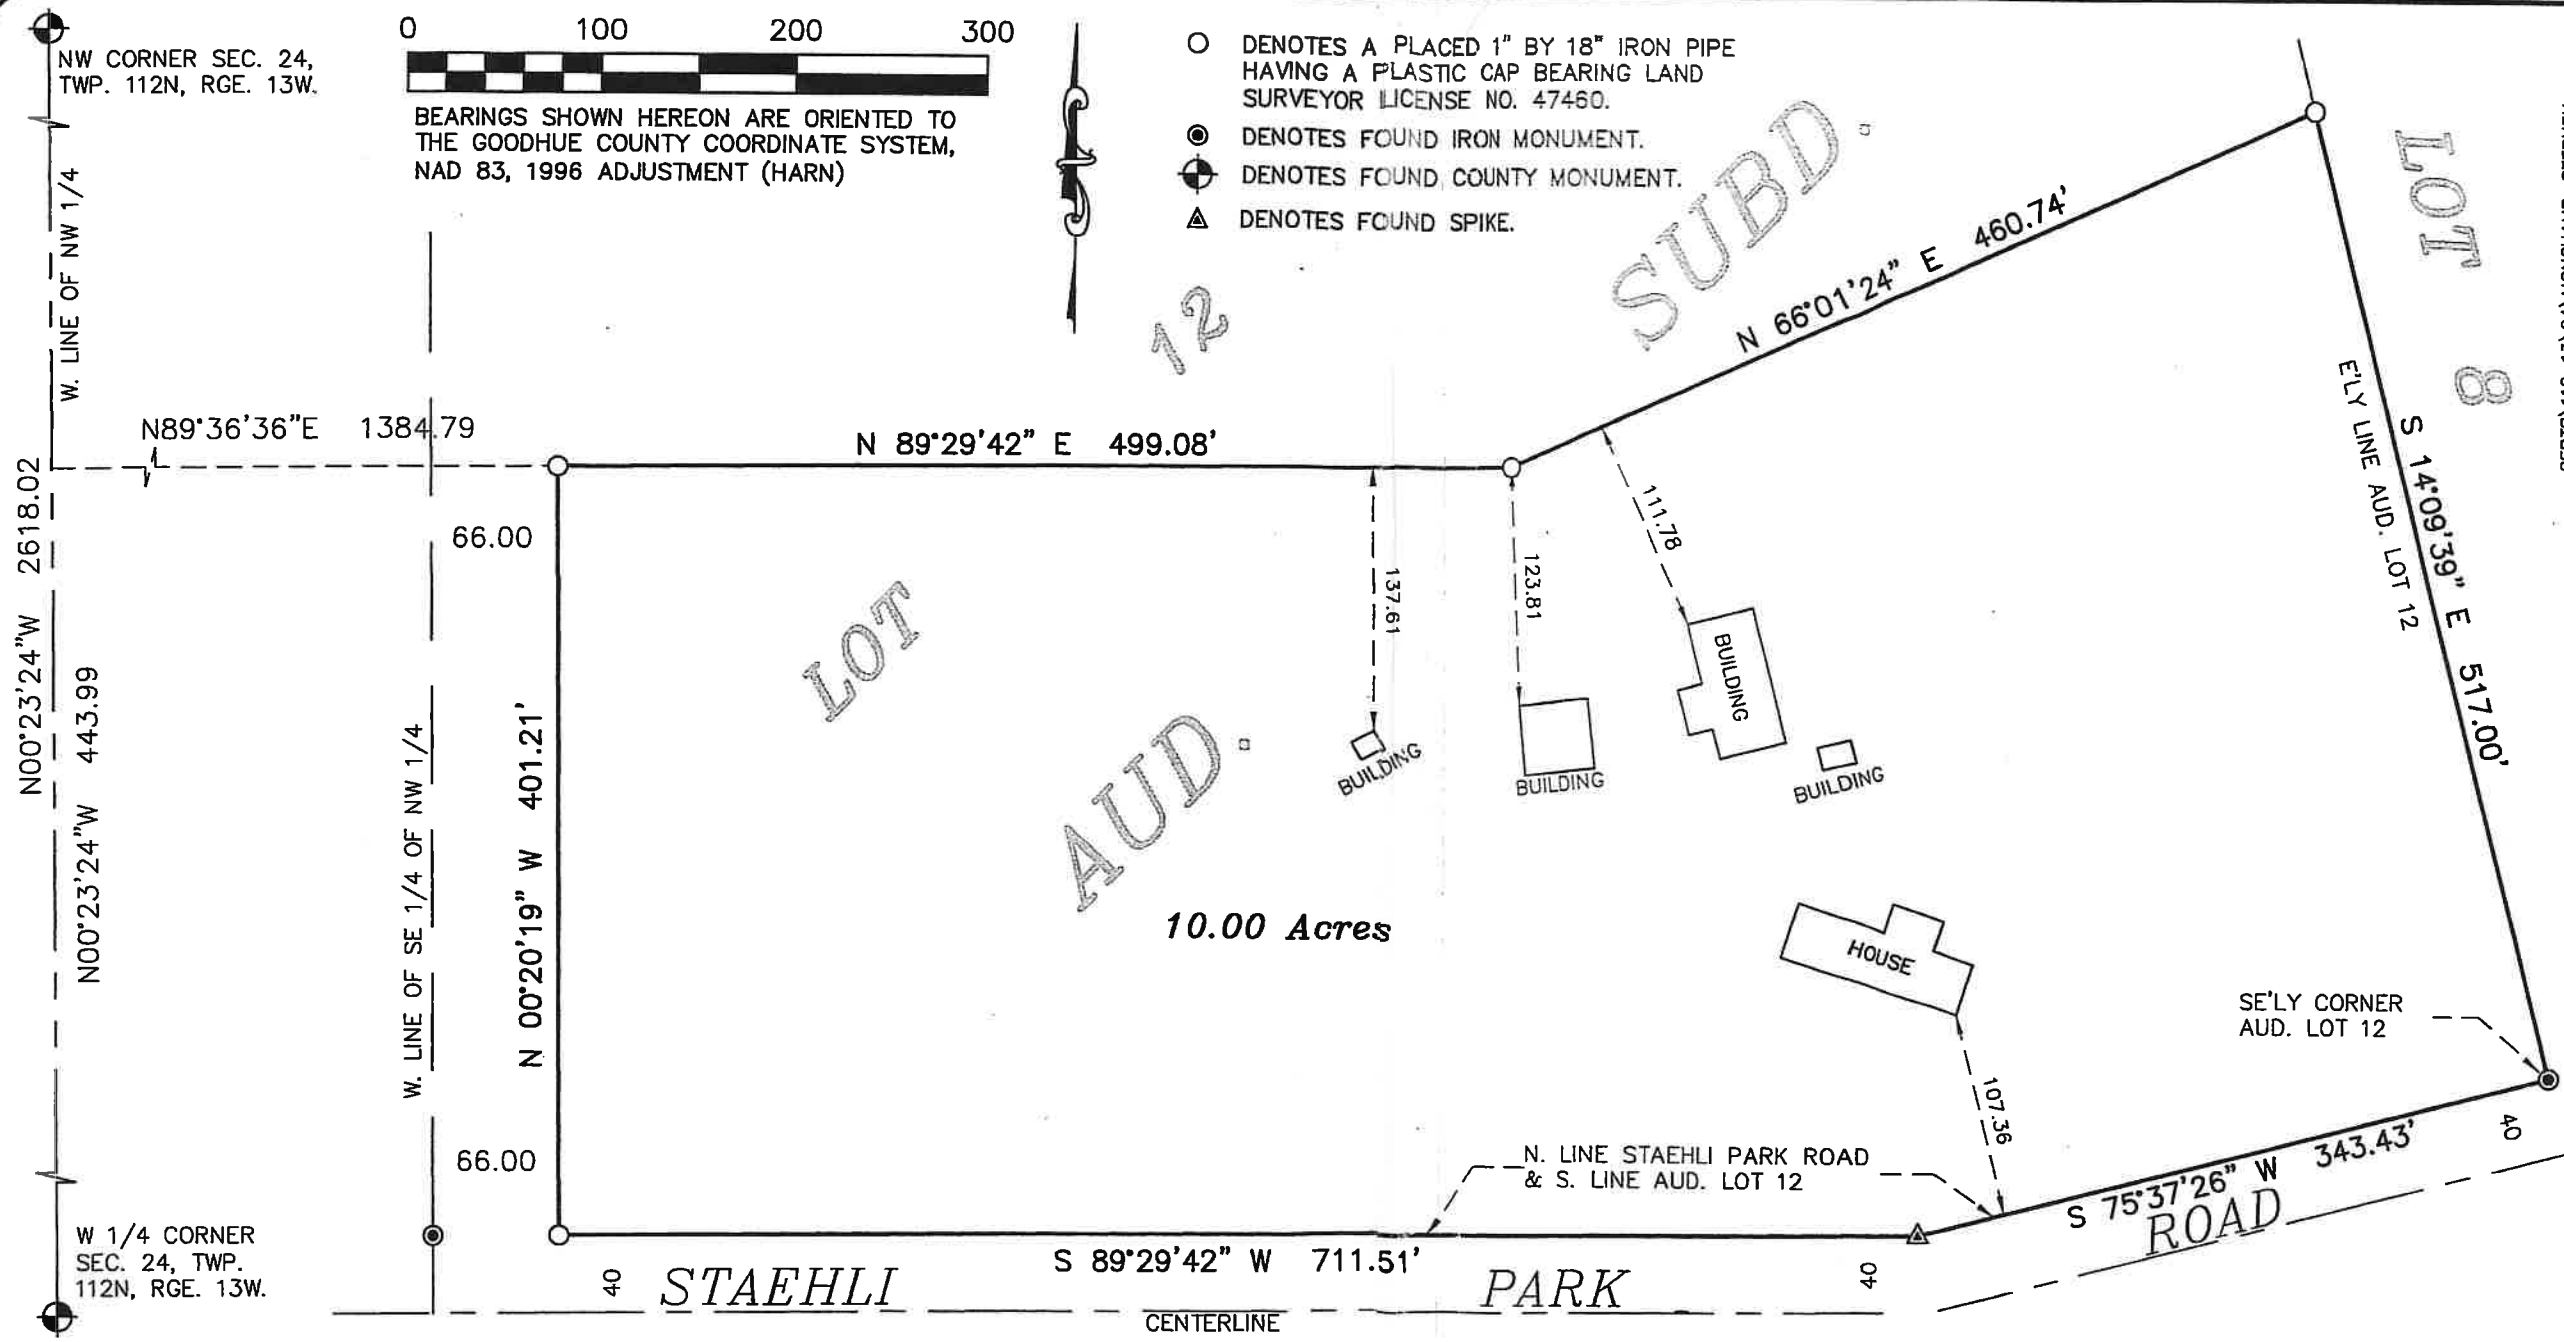 0 100 200 300
NW CORNER SEC. 24,
TWP. 112N, RGE. 13W.
BEARINGS SHOWN HEREON ARE ORIENTED TO
THE GOODHUE COUNTY COORDINATE SYSTEM,
NAD 83, 1996 ADJUSTMENT (HARN)
DENOTES A PLACED 1" BY 18" IRON PIPE
HAVING A PLASTIC CAP BEARING LAND
SURVEYOR LICENSE NO. 47460.
DENOTES FOUND IRON MONUMENT.
DENOTES FOUND COUNTY MONUMENT.
DENOTES FOUND SPIKE.
W. LINE OF NW 1/4
N89°36'36"E 1384.79
N 89°29'42" E 499.08'
12
SUBD.
N 66°01'24" E 460.74'
LOT 8
E'LY LINE AUD. LOT 12
S 14°09'39" E 517.00'
N00°23'24"W 2618.02
N00°23'24"W 443.99
66.00
W. LINE OF SE 1/4 OF NW 1/4
N 00°20'19" W 401.21'
LOT
AUD.
137.61
123.81
111.78
BUILDING
BUILDING
BUILDING
BUILDING
10.00 Acres
HOUSE
107.36
SE'LY CORNER
AUD. LOT 12
66.00
N. LINE STAEHLI PARK ROAD
& S. LINE AUD. LOT 12
S 75°37'26" W 343.43'
40
W 1/4 CORNER
SEC. 24, TWP.
112N, RGE. 13W.
S 89°29'42" W 711.51'
40
40
STAEHLI PARK ROAD
CENTERLINE